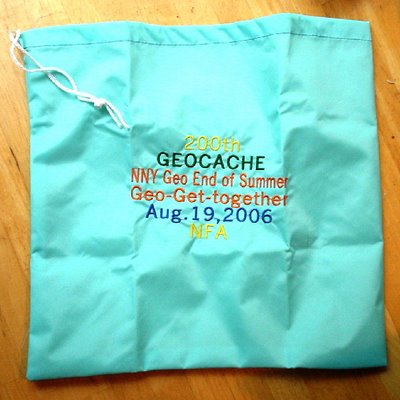 200th
GEOCACHE
NNY Geo End of Summer
Geo-Get-together
Aug.19,2006
NFA